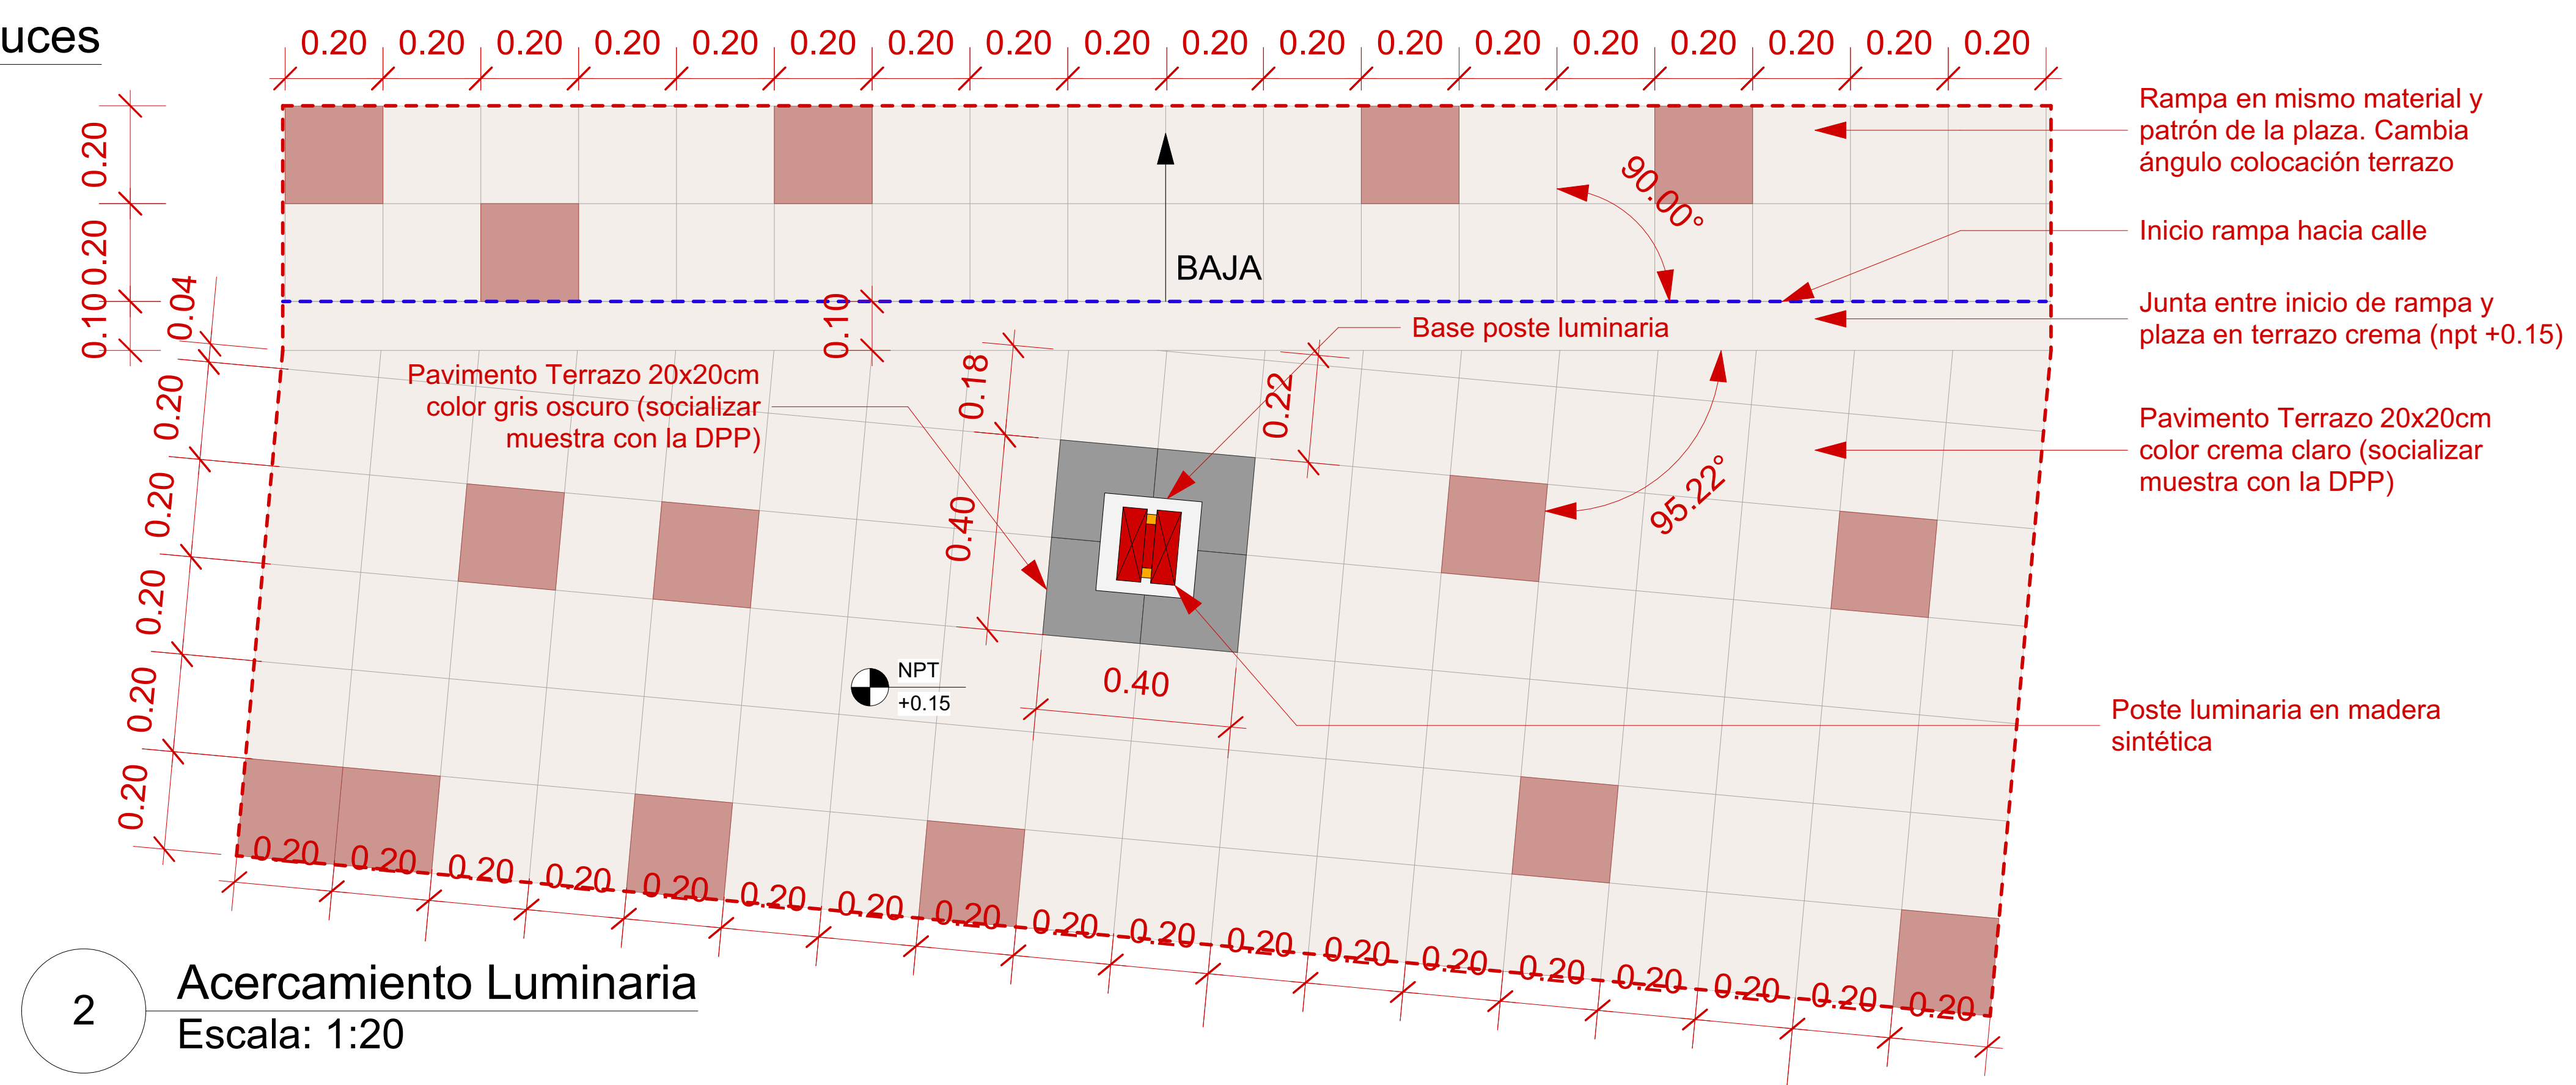 uces
0.20 0.20 0.20 0.20 0.20 0.20 0.20 0.20 0.20 0.20 0.20 0.20 0.20 0.20 0.20 0.20 0.20 0.20
0.20
0.20
0.10
0.04
0.20
0.20
0.20
0.20
0.20
Rampa en mismo material y
patrón de la plaza. Cambia
ángulo colocación terrazo
90.00°
Inicio rampa hacia calle
BAJA
0.10
Junta entre inicio de rampa y
plaza en terrazo crema (npt +0.15)
Base poste luminaria
Pavimento Terrazo 20x20cm
color gris oscuro (socializar
muestra con la DPP)
0.18
0.22
0.40
Pavimento Terrazo 20x20cm
color crema claro (socializar
muestra con la DPP)
95.22°
NPT
+0.15
0.40
Poste luminaria en madera
sintética
0.20 0.20 0.20 0.20 0.20 0.20 0.20 0.20 0.20 0.20 0.20 0.20 0.20 0.20 0.20 0.20 0.20 0.20
2
Acercamiento Luminaria
Escala: 1:20